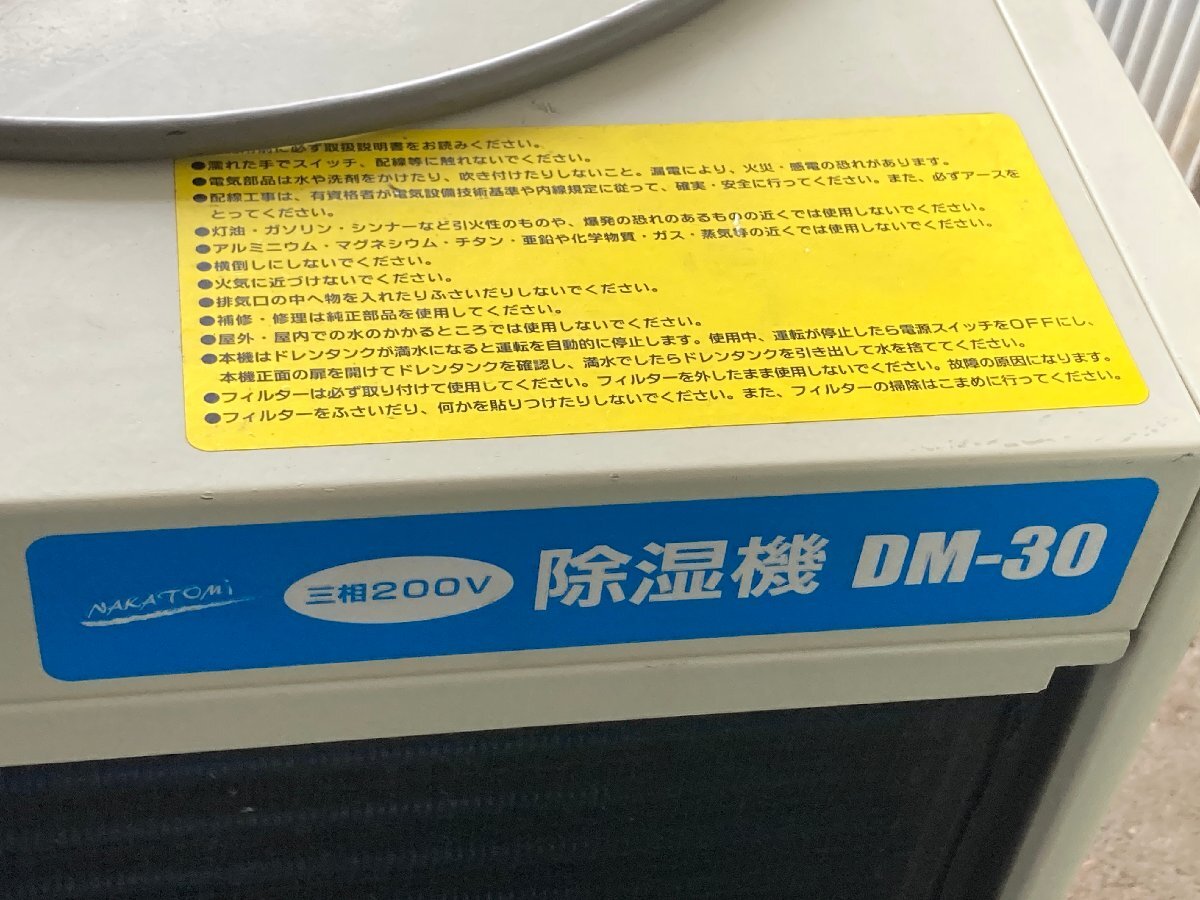 に必ず取扱説明書をお読みください。
●濡れた手でスイッチ、配線等に触れないでください。
●電気部品は水や洗剤をかけたり、吹き付けたりしないこと。漏電により、火災・感電の恐れがあります。
●配線工事は、有資格者が電気設備技術基準や内線規定に従って、確実・安全に行ってください。また、必ずアースを
とってください。
●灯油・ガソリン・シンナーなど引火性のものや、爆発の恐れのあるものの近くでは使用しないでください。
●アルミニウム・マグネシウム・チタン・亜鉛や化学物質・ガス・蒸気等の近くでは使用しないでください。
●横倒しにしないでください。
●火気に近づけないでください。
●排気口の中へ物を入れたりふさいだりしないでください。
●補修・修理は純正部品を使用してください。
●屋外・屋内での水のかかるところでは使用しないでください。
●本機はドレンタンクが満水になると運転を自動的に停止します。使用中、運転が停止したら電源スイッチをOFFにし、
本機正面の扉を開けてドレンタンクを確認し、満水でしたらドレンタンクを引き出して水を捨ててください。
●フィルターは必ず取り付けて使用してください。フィルターを外したまま使用しないでください。故障の原因になります。
●フィルターをふさいだり、何かを貼りつけたりしないでください。また、フィルターの掃除はこまめに行ってください。
NAKATOMi 三相200V 除湿機 DM-30